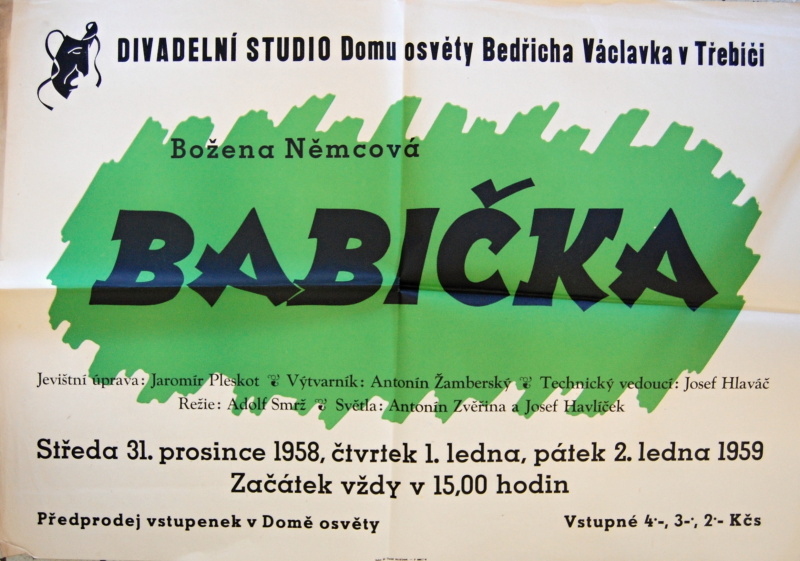 DIVADELNÍ STUDIO Domu osvěty Bedřicha Václavka v Třebíči
Božena Němcová
BABIČKA
Jevištní úprava: Jaromír Pleskot ❦ Výtvarník: Antonín Žamberský ❦ Technický vedoucí: Josef Hlaváč
Režie: Adolf Smrž ❦ Světla: Antonín Zvěřina a Josef Havlíček
Středa 31. prosince 1958, čtvrtek 1. ledna, pátek 2. ledna 1959
Začátek vždy v 15,00 hodin
Předprodej vstupenek v Domě osvěty
Vstupné 4·-, 3-·, 2·- Kčs